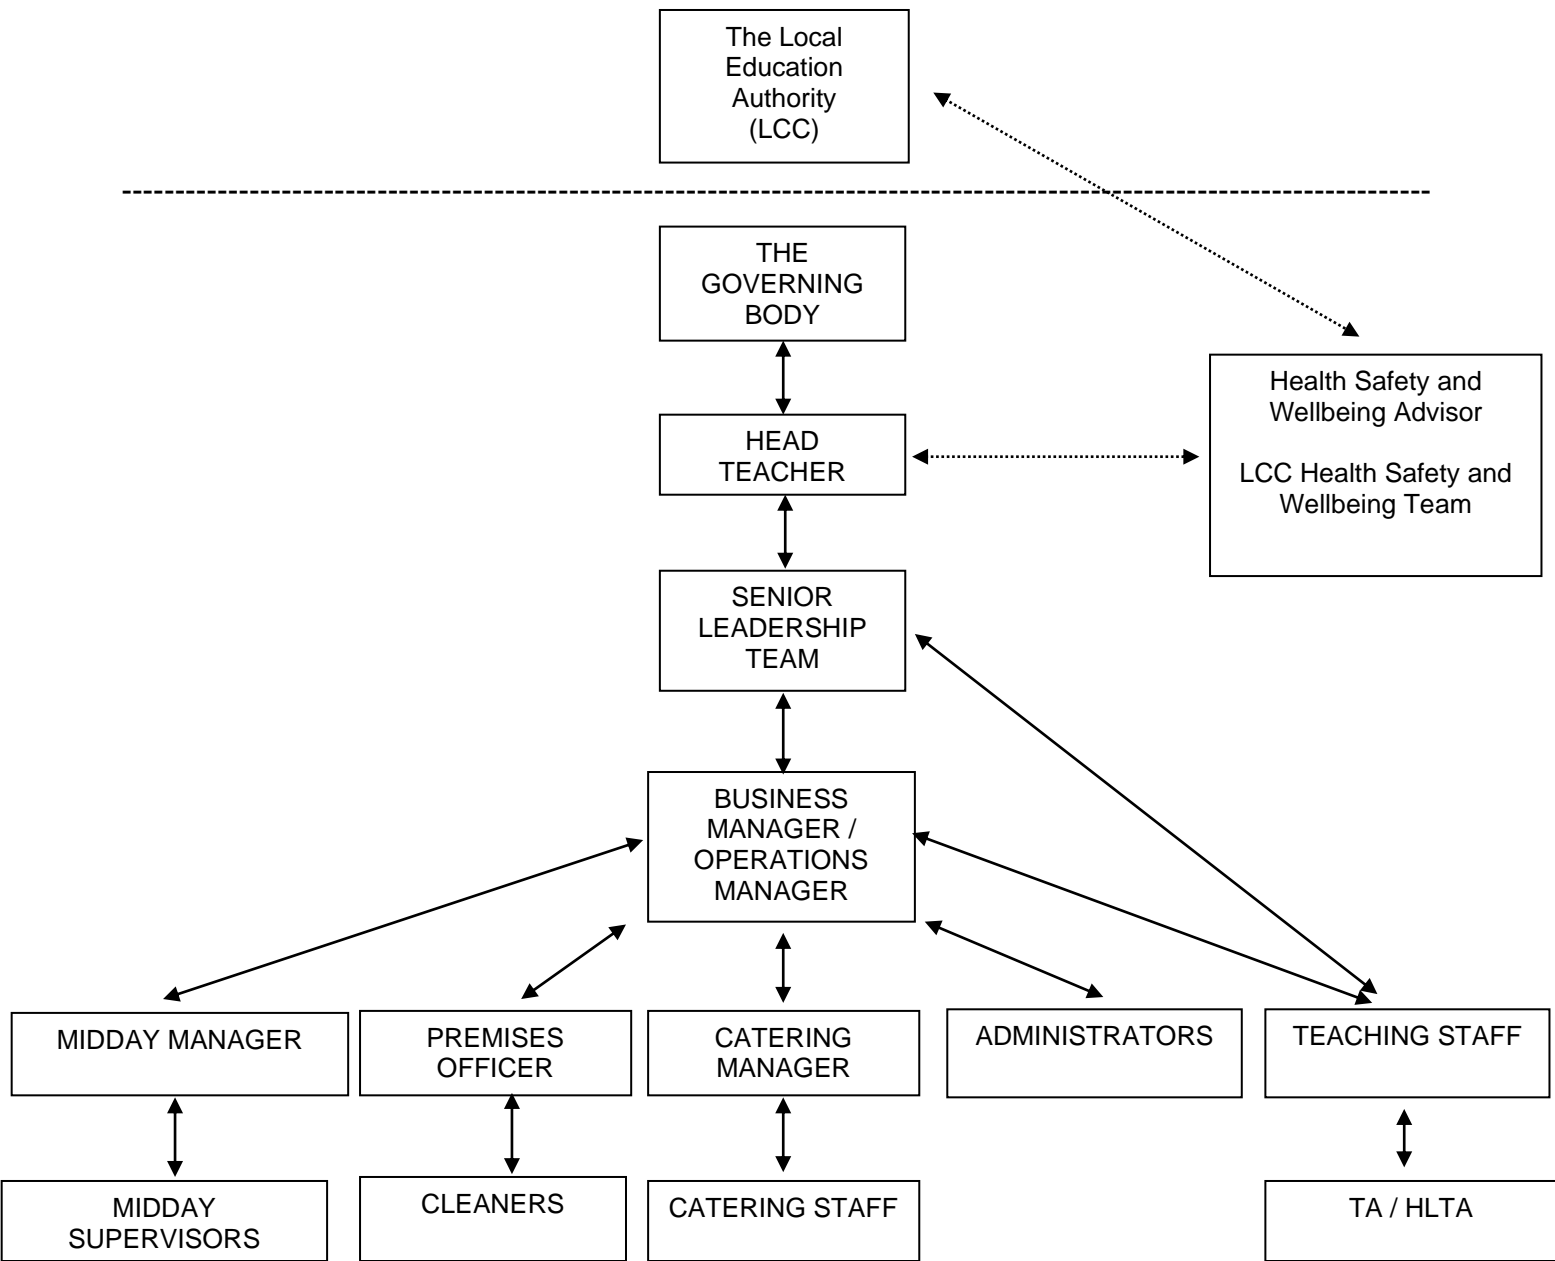 The Local
Education
Authority
(LCC)
THE
GOVERNING
BODY
HEAD
TEACHER
Health Safety and
Wellbeing Advisor
LCC Health Safety and
Wellbeing Team
SENIOR
LEADERSHIP
TEAM
BUSINESS
MANAGER /
OPERATIONS
MANAGER
MIDDAY MANAGER
PREMISES
OFFICER
CATERING
MANAGER
ADMINISTRATORS
TEACHING STAFF
MIDDAY
SUPERVISORS
CLEANERS
CATERING STAFF
TA / HLTA